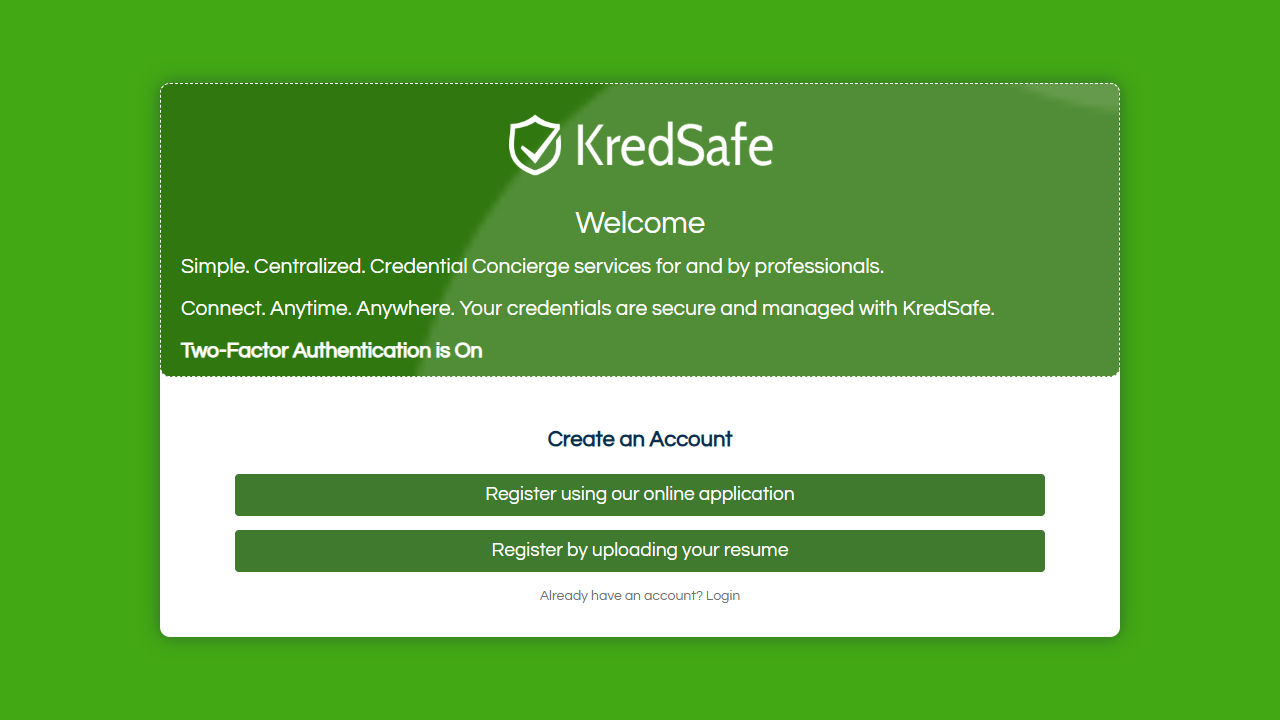 KredSafe
Welcome
Simple. Centralized. Credential Concierge services for and by professionals.
Connect. Anytime. Anywhere. Your credentials are secure and managed with KredSafe.
Two-Factor Authentication is On
Create an Account
Register using our online application
Register by uploading your resume
Already have an account? Login